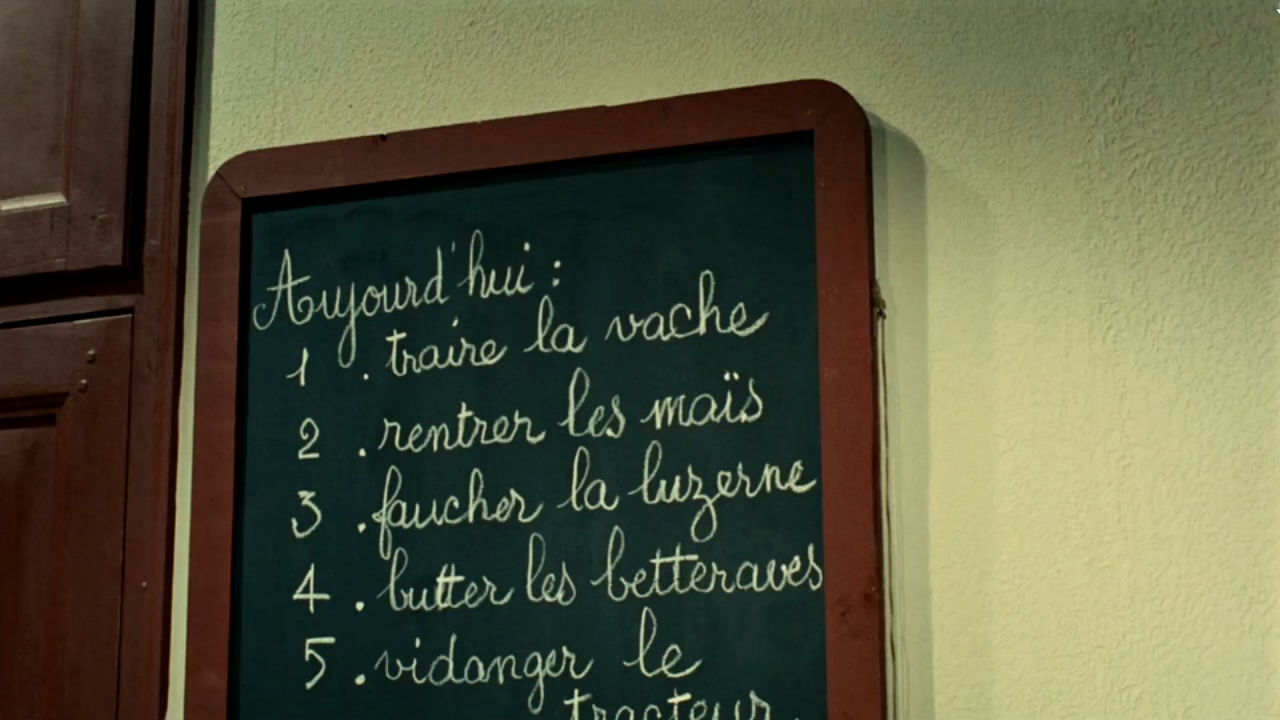 Aujourd'hui :
1 . traire la vache
2 . rentrer les maïs
3 . faucher la luzerne
4 . butter les betteraves
5 . vidanger le
tracteur.